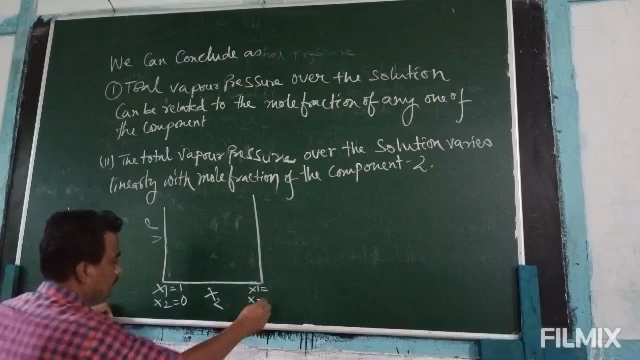 We Can Conclude as
(I) Total vapour Pressure over the solution
Can be related to the mole fraction of any one of
the component
(II) The total vapour Pressure over the solution varies
linearly with mole fraction of the component-2.
X1=1 X2 X1=
X2=0 X=
FILMIX